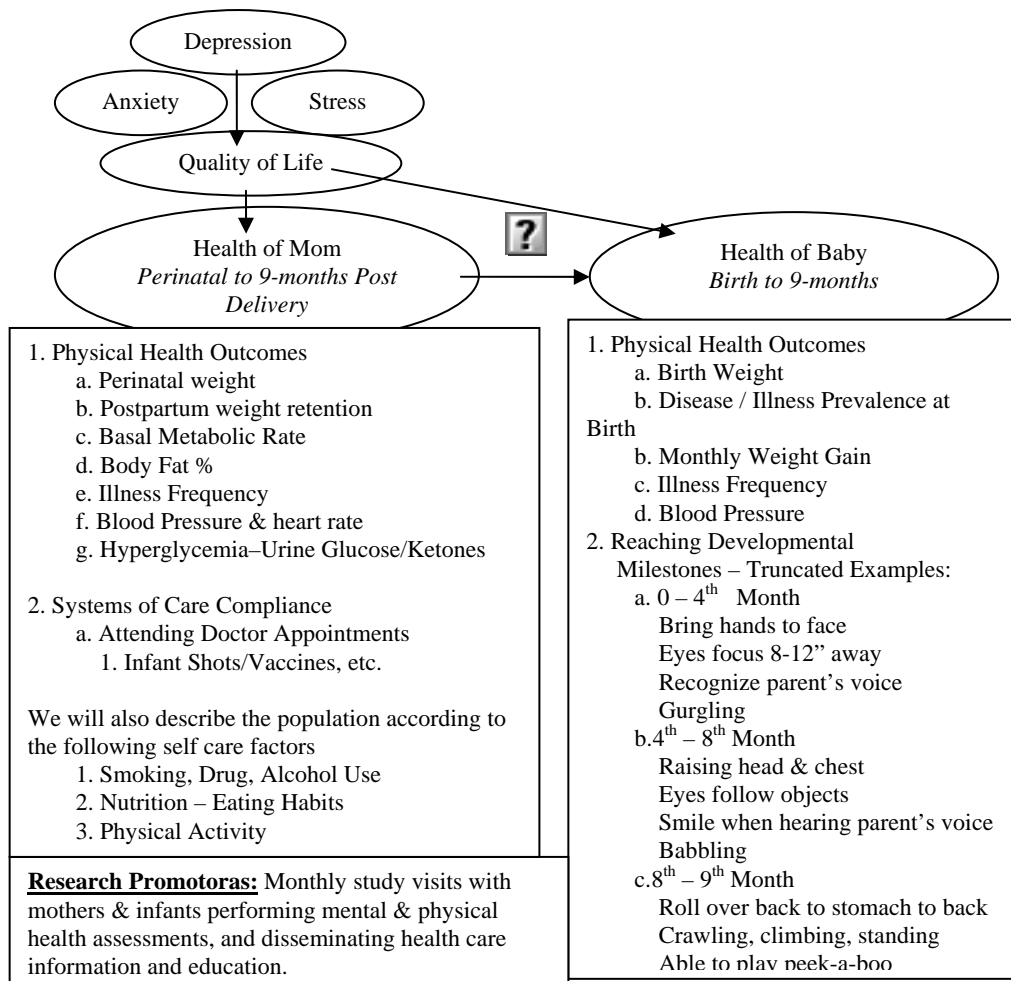 Depression
Anxiety
Stress
Quality of Life
?
Health of Mom
Perinatal to 9-months Post
Delivery
Health of Baby
Birth to 9-months
1. Physical Health Outcomes
a. Perinatal weight
b. Postpartum weight retention
c. Basal Metabolic Rate
d. Body Fat %
e. Illness Frequency
f. Blood Pressure & heart rate
g. Hyperglycemia–Urine Glucose/Ketones
2. Systems of Care Compliance
a. Attending Doctor Appointments
1. Infant Shots/Vaccines, etc.
We will also describe the population according to
the following self care factors
1. Smoking, Drug, Alcohol Use
2. Nutrition – Eating Habits
3. Physical Activity
Research Promotoras: Monthly study visits with
mothers & infants performing mental & physical
health assessments, and disseminating health care
information and education.
1. Physical Health Outcomes
a. Birth Weight
b. Disease / Illness Prevalence at
Birth
b. Monthly Weight Gain
c. Illness Frequency
d. Blood Pressure
2. Reaching Developmental
Milestones – Truncated Examples:
a. 0 – 4th Month
Bring hands to face
Eyes focus 8-12” away
Recognize parent’s voice
Gurgling
b.4th – 8th Month
Raising head & chest
Eyes follow objects
Smile when hearing parent’s voice
Babbling
c.8th – 9th Month
Roll over back to stomach to back
Crawling, climbing, standing
Able to play peek-a-boo